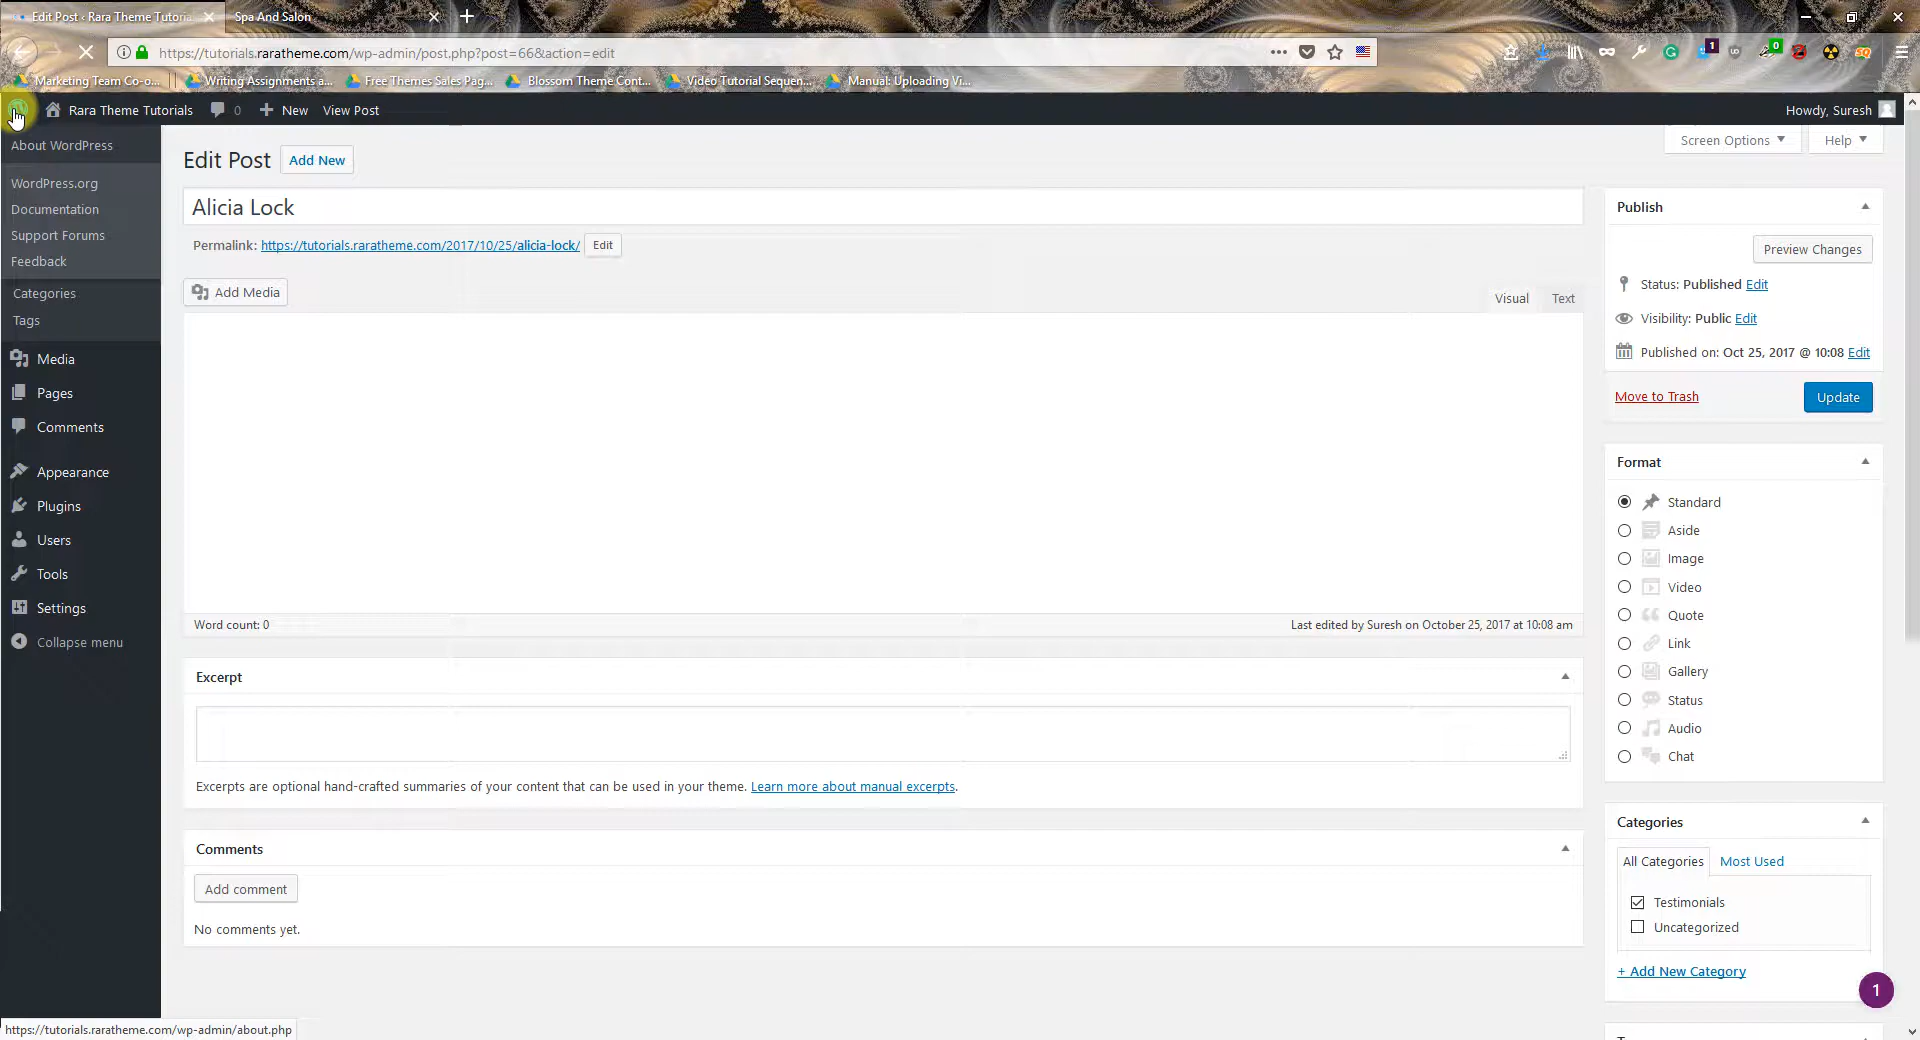 Edit Post ‹ Rara Theme Tutoria
Spa And Salon
https://tutorials.raratheme.com/wp-admin/post.php?post=66&action=edit
1
0
Marketing Team Co-o...
Writing Assignments a...
Free Themes Sales Pag...
Blossom Theme Cont...
Video Tutorial Sequen...
Manual: Uploading Vi...
Rara Theme Tutorials
0
New
View Post
Howdy, Suresh
About WordPress
WordPress.org
Documentation
Support Forums
Feedback
Categories
Tags
Media
Pages
Comments
Appearance
Plugins
Users
Tools
Settings
Collapse menu
Screen Options
Help
Edit Post
Add New
Alicia Lock
Permalink: https://tutorials.raratheme.com/2017/10/25/alicia-lock/ Edit
Add Media
Visual
Text
Word count: 0
Last edited by Suresh on October 25, 2017 at 10:08 am
Excerpt
Excerpts are optional hand-crafted summaries of your content that can be used in your theme. Learn more about manual excerpts.
Comments
Add comment
No comments yet.
Publish
Preview Changes
Status: Published Edit
Visibility: Public Edit
Published on: Oct 25, 2017 @ 10:08 Edit
Move to Trash
Update
Format
Standard
Aside
Image
Video
Quote
Link
Gallery
Status
Audio
Chat
Categories
All Categories
Most Used
Testimonials
Uncategorized
+ Add New Category
1
https://tutorials.raratheme.com/wp-admin/about.php